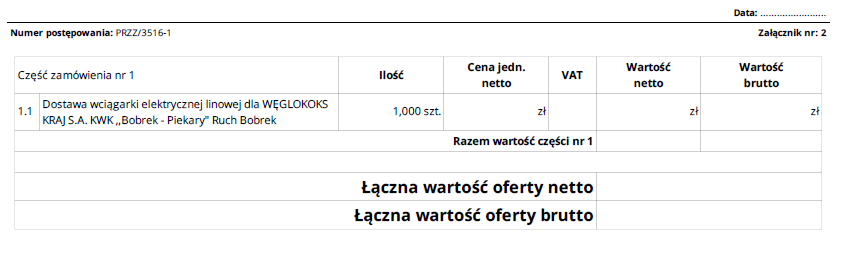 Data: ........................
Numer postępowania: PRZZ/3516-1 Załącznik nr: 2
Część zamówienia nr 1 Ilość Cena jedn. netto VAT Wartość netto Wartość brutto
1.1 Dostawa wciągarki elektrycznej linowej dla WĘGLOKOKS
KRAJ S.A. KWK „Bobrek - Piekary" Ruch Bobrek 1,000 szt. zł zł zł
Razem wartość części nr 1
Łączna wartość oferty netto
Łączna wartość oferty brutto